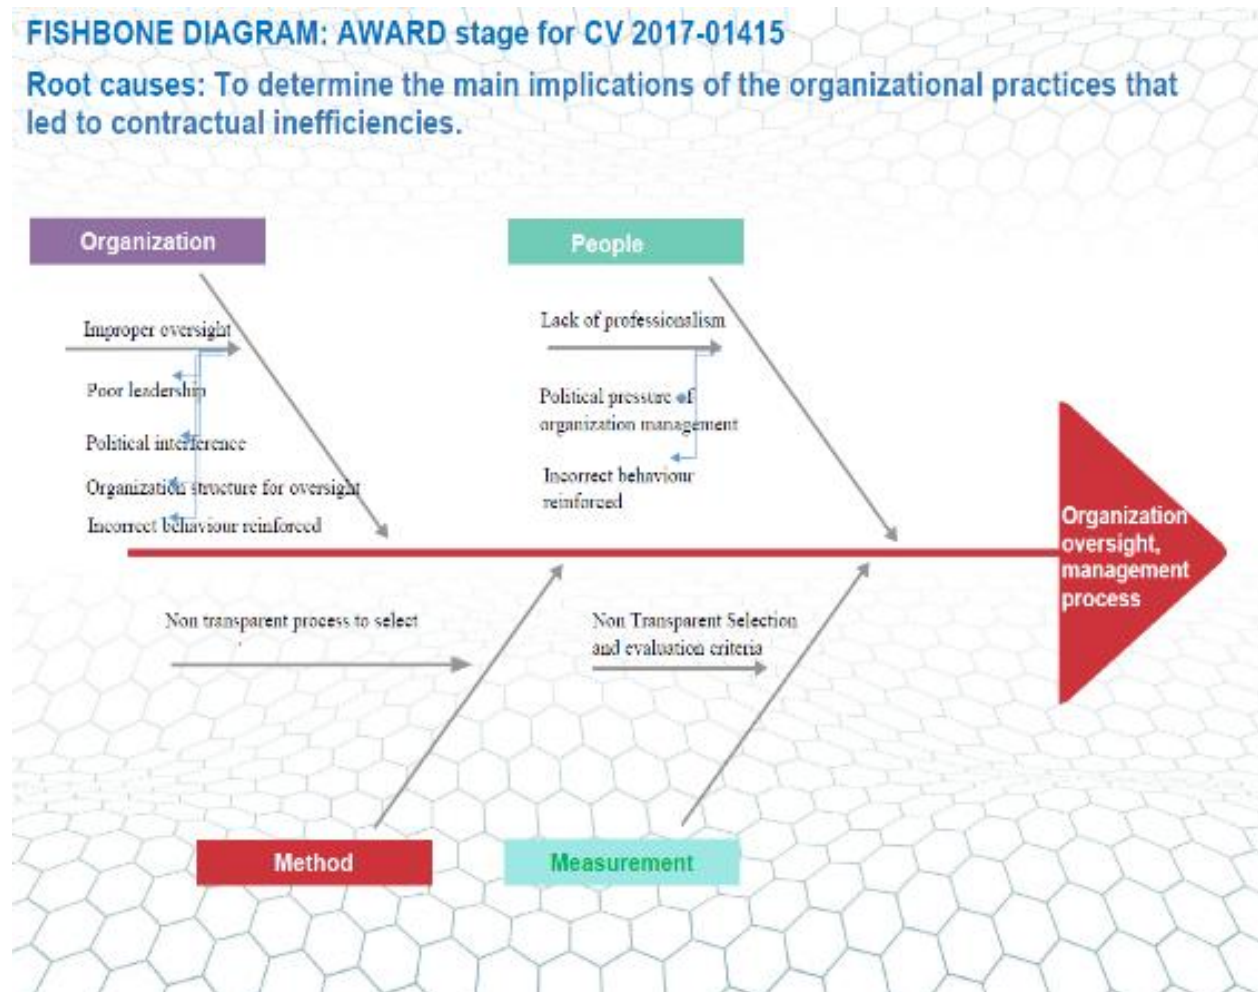 FISHBONE DIAGRAM: AWARD stage for CV 2017-01415
Root causes: To determine the main implications of the organizational practices that
led to contractual inefficiencies.
Organization
People
Improper oversight
Poor leadership
Political interference
Organization structure for oversight
Incorrect behaviour reinforced
Lack of professionalism
Political pressure of
organization management
Incorrect behaviour
reinforced
Organization
oversight,
management
process
Non transparent process to select
Non Transparent Selection
and evaluation criteria
Method
Measurement